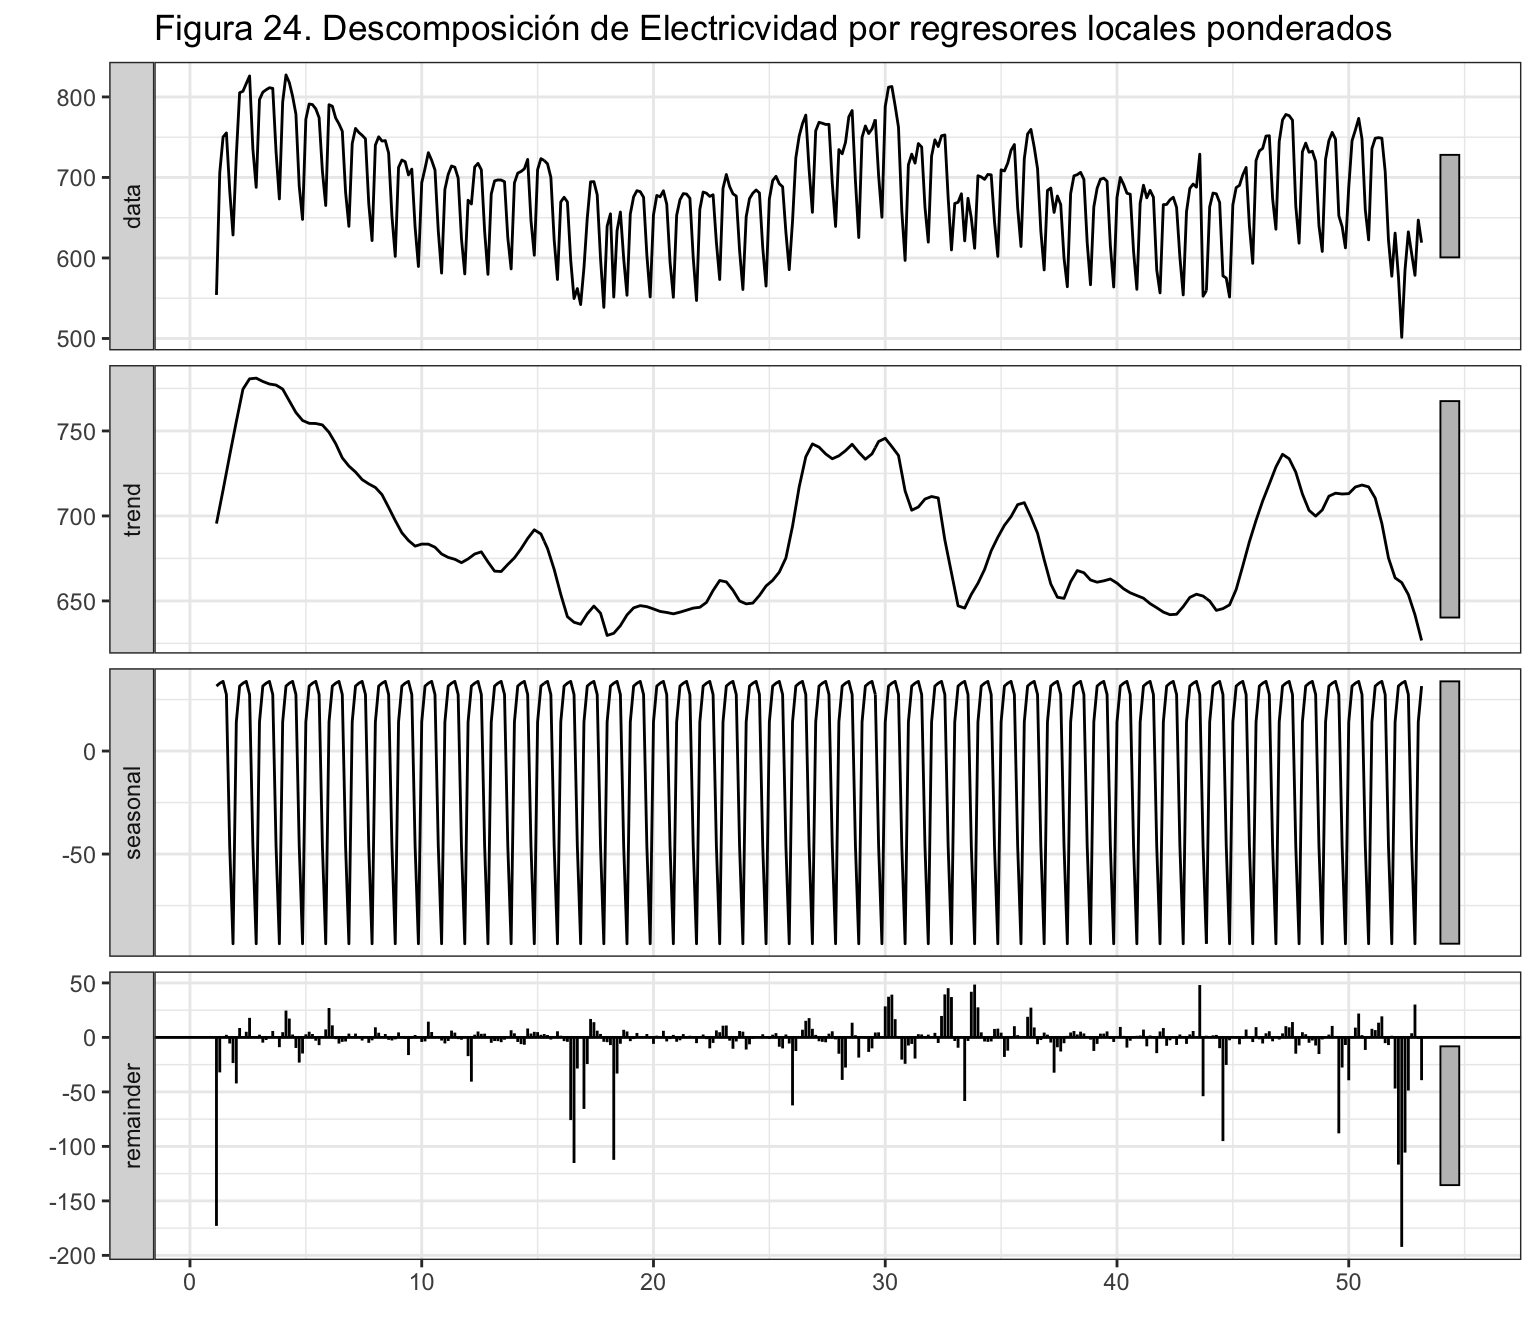 Figura 24. Descomposición de Electricvidad por regresores locales ponderados
data
800
700
600
500
trend
750
700
650
seasonal
0
-50
remainder
50
0
-50
-100
-150
-200
0 10 20 30 40 50